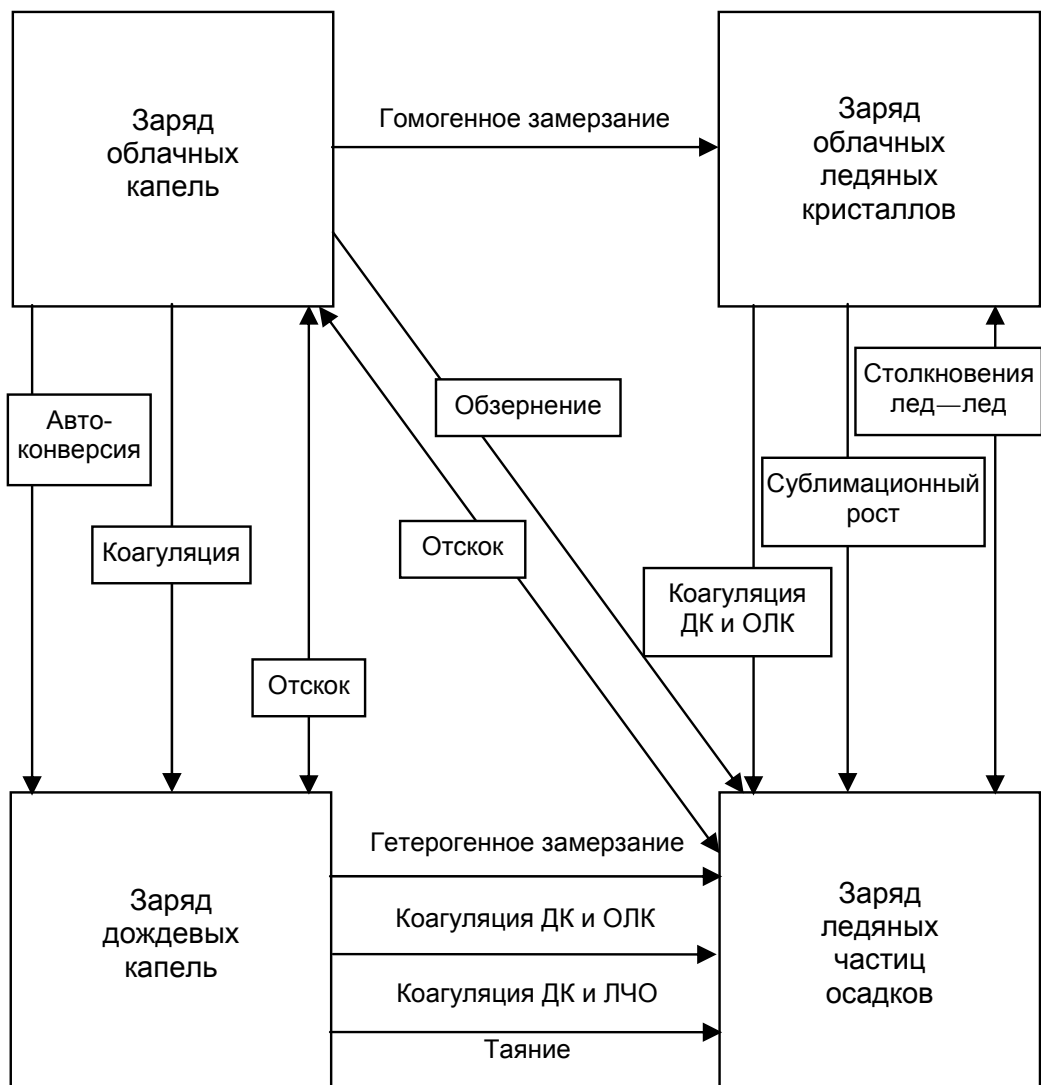 Заряд
облачных
капель
Гомогенное замерзание
Заряд
облачных
ледяных
кристаллов
Авто-
конверсия
Коагуляция
Отскок
Обзернение
Отскок
Столкновения
лед—лед
Сублимационный
рост
Коагуляция
ДК и ОЛК
Заряд
дождевых
капель
Гетерогенное замерзание
Коагуляция ДК и ОЛК
Коагуляция ДК и ЛЧО
Таяние
Заряд
ледяных
частиц
осадков